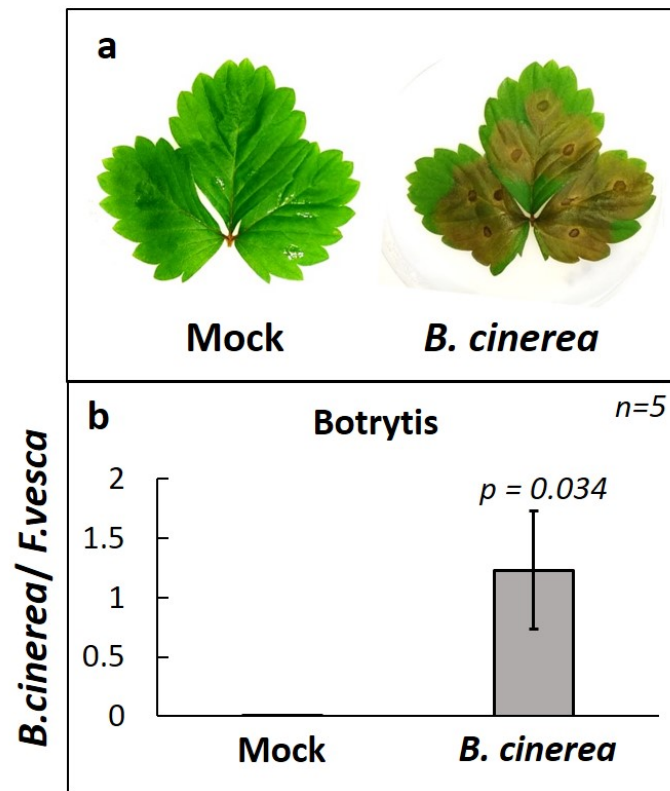 a
Mock B. cinerea
b
Botrytis
n=5
B.cinerea/ F.vesca
2
1.5
1
0.5
0
p = 0.034
Mock B. cinerea